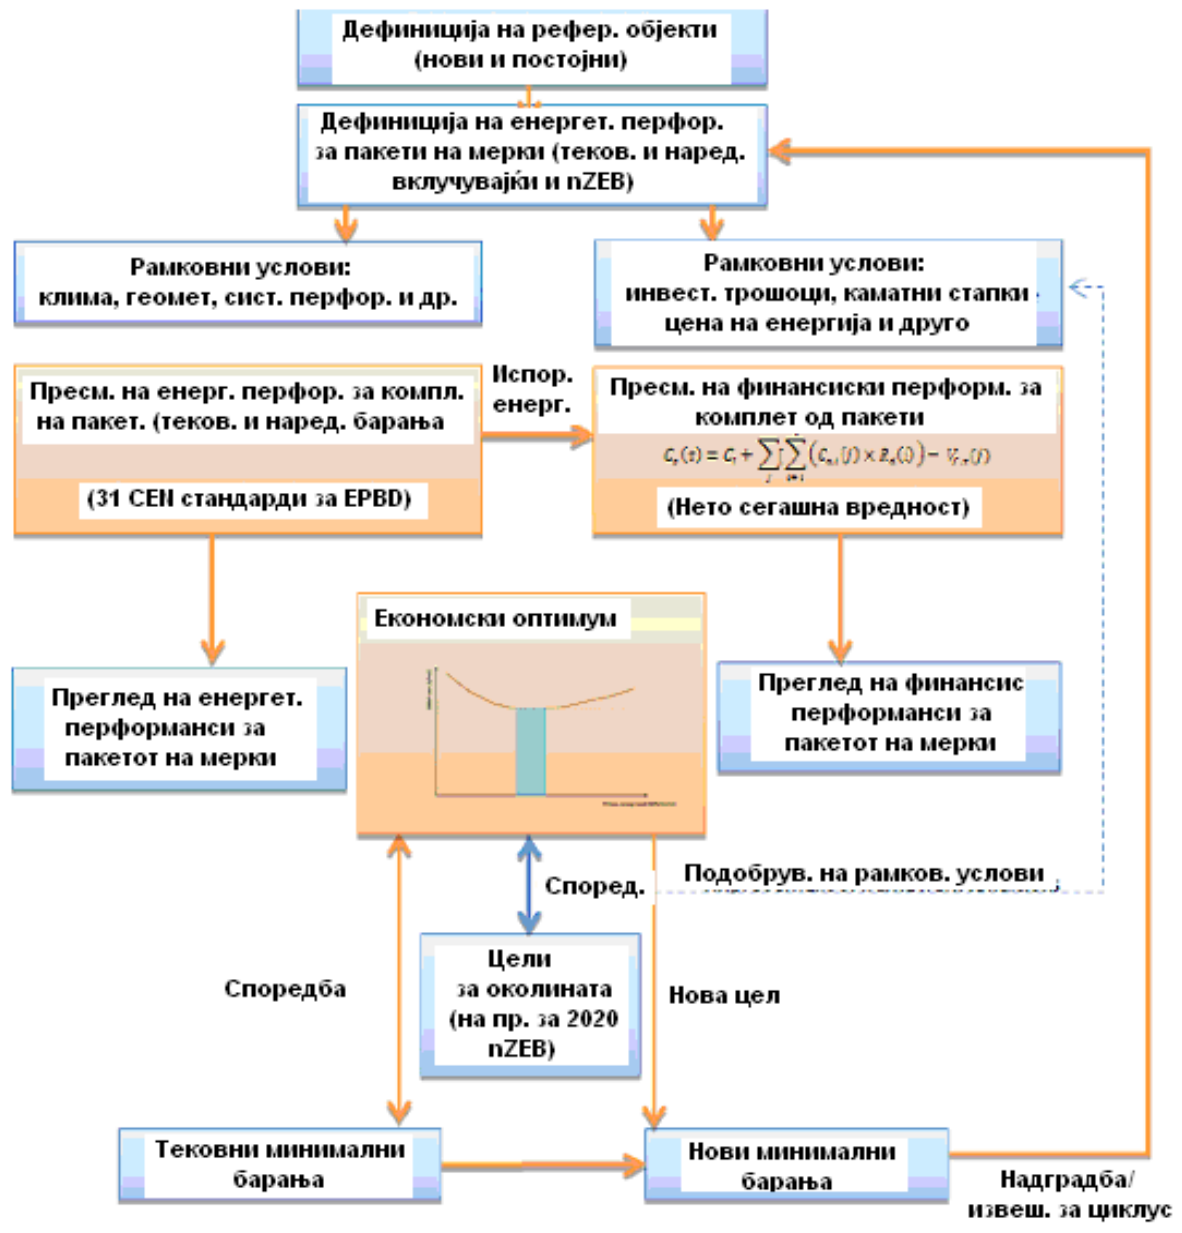 Дефиниција на рефер. објекти
(нови и постојни)
Дефиниција на енергет. перфор.
за пакети на мерки (теков. и наред.
вклучувајќи и nZEB)
Рамковни услови:
клима, геомет, сист. перфор. и др.
Рамковни услови:
инвест. трошоци, каматни стапки
цена на енергија и друго
Пресм. на енерг. перфор. за компл.
на пакет. (теков. и наред. барања
(31 CEN стандарди за EPBD)
Испор.
енерг.
Пресм. на финансиски перформ. за
комплет од пакети
(Нето сегашна вредност)
Економски оптимум
Преглед на енергет.
перформанси за
пакетот на мерки
Преглед на финансис
перформанси за
пакетот на мерки
Подобрув. на рамков. услови
Според.
Цели
за околината
(на пр. за 2020
nZEB)
Споредба
Нова цел
Тековни минимални
барања
Нови минимални
барања
Надградба/
извеш. за циклус